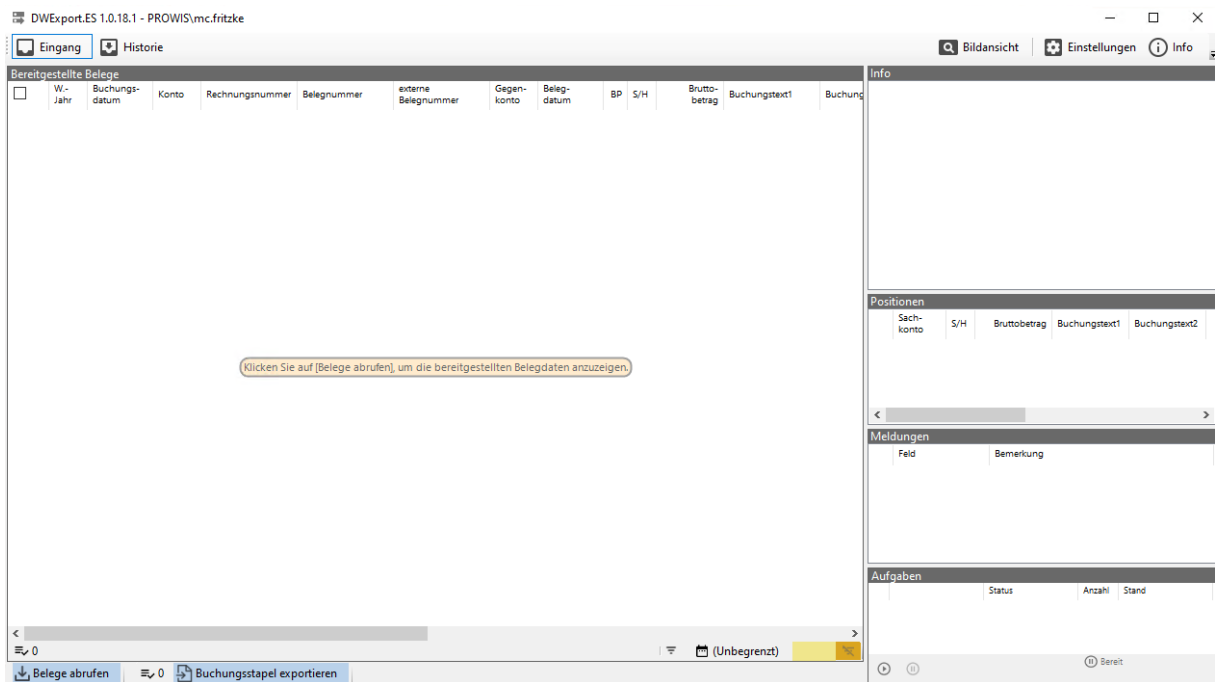 DWExport.ES 1.0.18.1 - PROWIS\mc.fritzke
Eingang Historie Bildansicht Einstellungen Info
Bereitgestellte Belege
W.-Jahr Buchungs-datum Konto Rechnungsnummer Belegnummer externe Belegnummer Gegen-konto Beleg-datum BP S/H Brutto-betrag Buchungstext1 Buchung
Klicken Sie auf [Belege abrufen], um die bereitgestellten Belegdaten anzuzeigen.
0 (Unbegrenzt)
Belege abrufen 0 Buchungsstapel exportieren
Info
Positionen
Sach-konto S/H Bruttobetrag Buchungstext1 Buchungstext2
Meldungen
Feld Bemerkung
Aufgaben
Status Anzahl Stand
Bereit